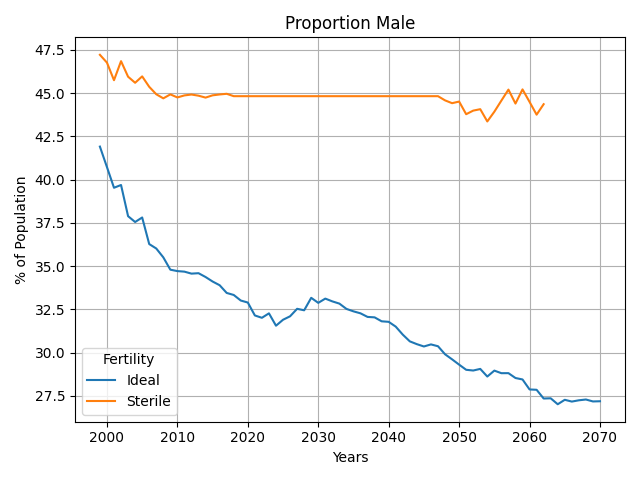 Proportion Male
% of Population
47.5
45.0
42.5
40.0
37.5
35.0
32.5
30.0
27.5
Fertility
Ideal
Sterile
2000 2010 2020 2030 2040 2050 2060 2070
Years